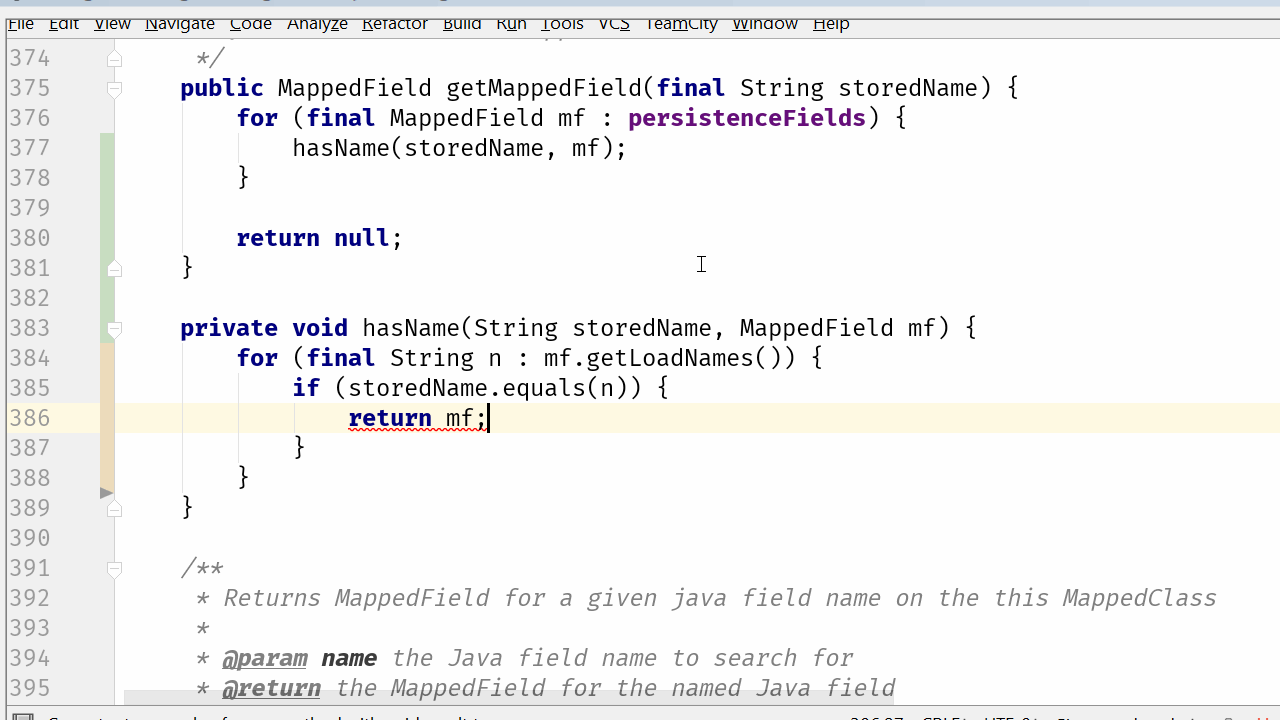 File Edit View Navigate Code Analyze Refactor Build Run Tools VCS TeamCity Window Help
374 */
375 public MappedField getMappedField(final String storedName) {
376 for (final MappedField mf : persistenceFields) {
377 hasName(storedName, mf);
378 }
379
380 return null;
381 }
382
383 private void hasName(String storedName, MappedField mf) {
384 for (final String n : mf.getLoadNames()) {
385 if (storedName.equals(n)) {
386 return mf;
387 }
388 }
389 }
390
391 /**
392 * Returns MappedField for a given java field name on the this MappedClass
393 *
394 * @param name the Java field name to search for
395 * @return the MappedField for the named Java field